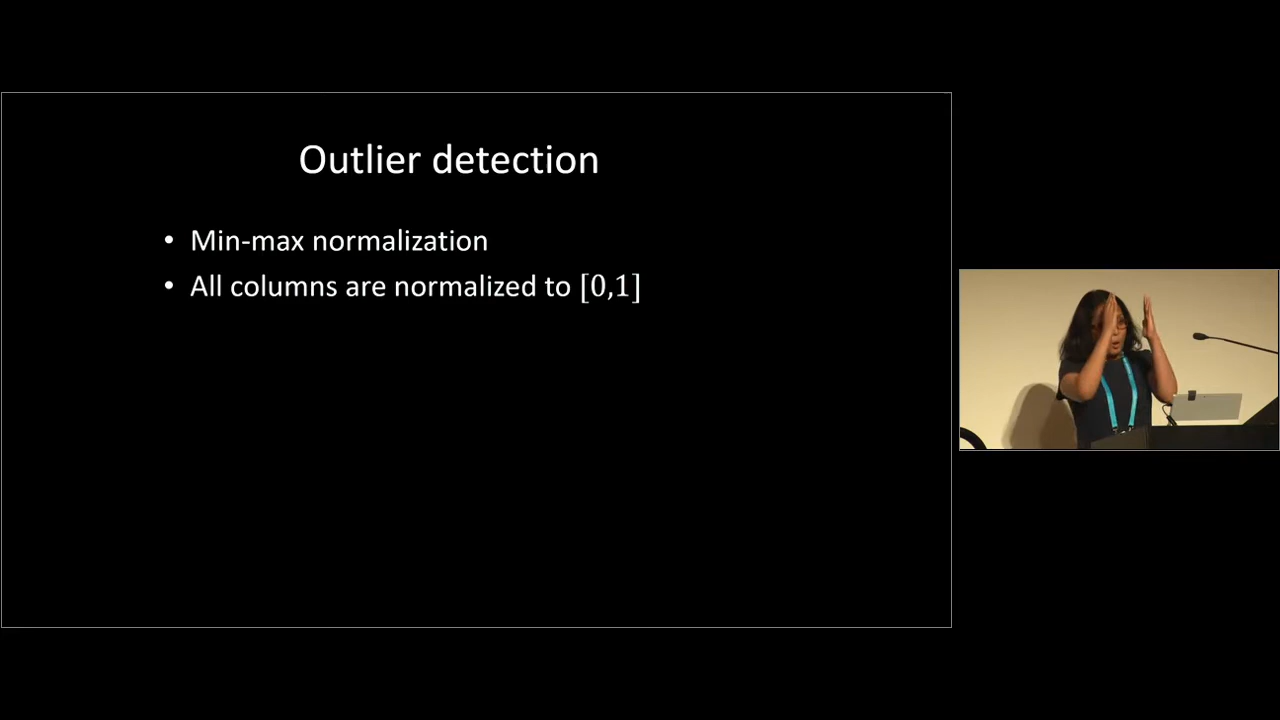 Outlier detection
• Min-max normalization
• All columns are normalized to [0,1]